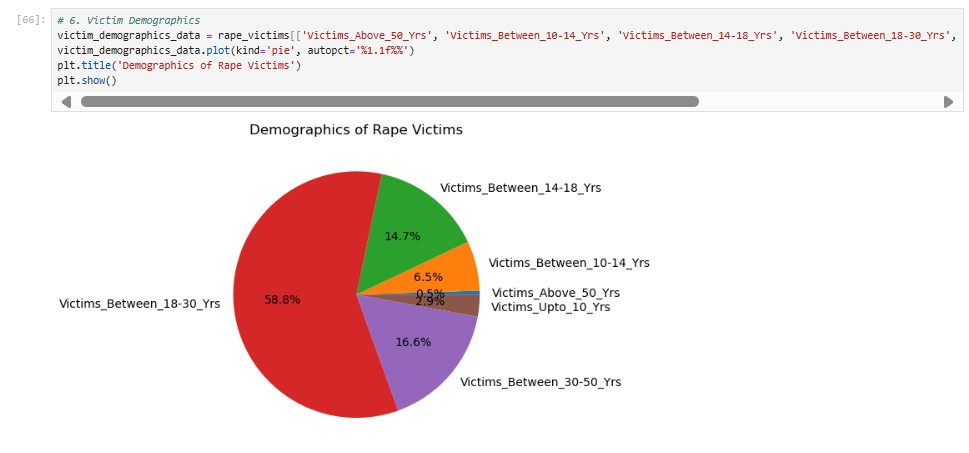 [66]: # 6. Victim Demographics
victim_demographics_data = rape_victims[['Victims_Above_50_Yrs', 'Victims_Between_10-14_Yrs', 'Victims_Between_14-18_Yrs', 'Victims_Between_18-30_Yrs',
victim_demographics_data.plot(kind='pie', autopct='%1.1f%%')
plt.title('Demographics of Rape Victims')
plt.show()
Demographics of Rape Victims
Victims_Between_14-18_Yrs
14.7%
Victims_Between_10-14_Yrs
6.5%
Victims_Above_50_Yrs
0.5%
Victims_Between_18-30_Yrs
58.8%
2.9%
Victims_Upto_10_Yrs
16.6%
Victims_Between_30-50_Yrs